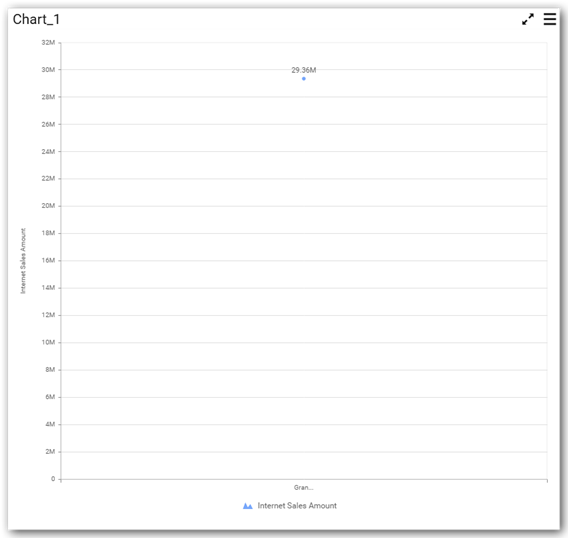 Chart_1
32M
30M
29.36M
28M
26M
24M
22M
20M
18M
16M
14M
12M
10M
8M
6M
4M
2M
0
Internet Sales Amount
Gran...
Internet Sales Amount